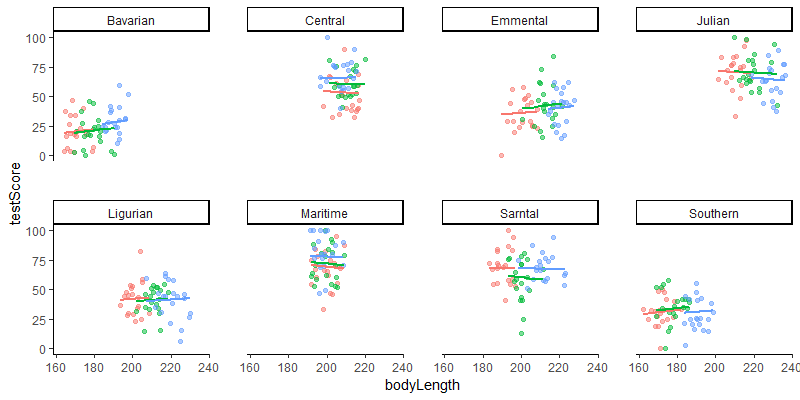 Bavarian Central Emmental Julian
100
75
50
25
0
testScore
Ligurian Maritime Sarntal Southern
100
75
50
25
0
160 180 200 220 240 160 180 200 220 240 160 180 200 220 240 160 180 200 220 240
bodyLength